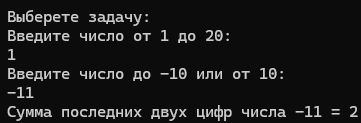 Выберете задачу:
Введите число от 1 до 20:
1
Введите число до -10 или от 10:
-11
Сумма последних двух цифр числа -11 = 2